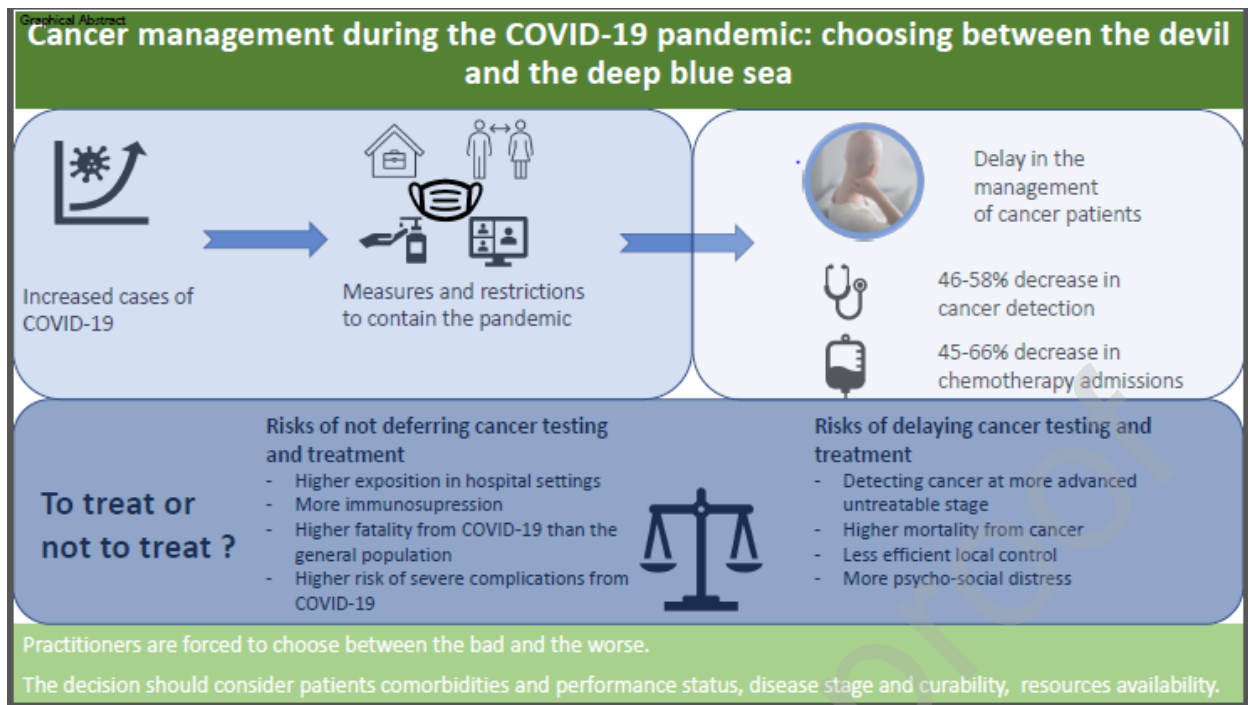 Graphical Abstract
Cancer management during the COVID-19 pandemic: choosing between the devil
and the deep blue sea
Increased cases of
COVID-19
Measures and restrictions
to contain the pandemic
Delay in the
management
of cancer patients
46-58% decrease in
cancer detection
45-66% decrease in
chemotherapy admissions
To treat or
not to treat ?
Risks of not deferring cancer testing
and treatment
- Higher exposition in hospital settings
- More immunosupression
- Higher fatality from COVID-19 than the
general population
- Higher risk of severe complications from
COVID-19
Risks of delaying cancer testing and
treatment
- Detecting cancer at more advanced
untreatable stage
- Higher mortality from cancer
- Less efficient local control
- More psycho-social distress
Practitioners are forced to choose between the bad and the worse.
The decision should consider patients comorbidities and performance status, disease stage and curability, resources availability.
proof